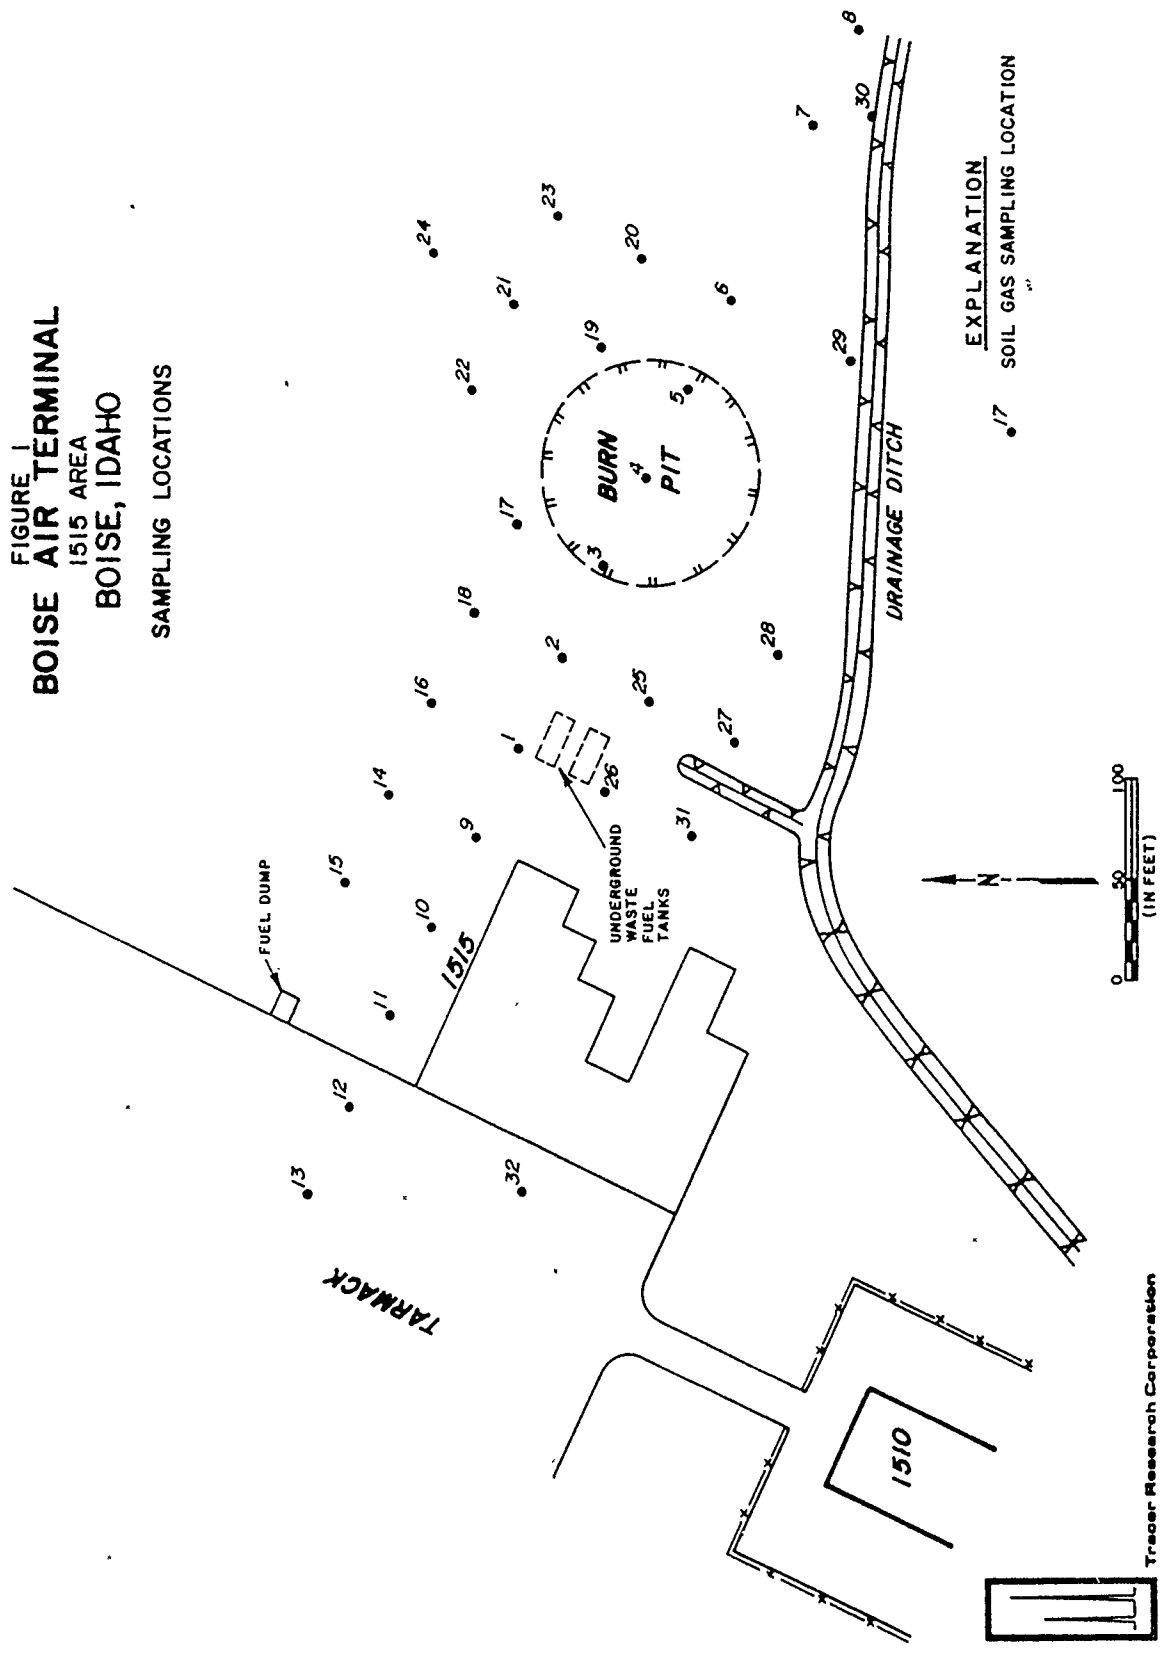 FIGURE 1
BOISE AIR TERMINAL
1515 AREA
BOISE, IDAHO
SAMPLING LOCATIONS
24
23
21
20
22
19
6
7
8
30
29
5
BURN
4
PIT
3
17
18
2
28
16
1
25
27
14
26
9
31
15
10
11
12
13
32
FUEL DUMP
1515
UNDERGROUND
WASTE
FUEL
TANKS
DRAINAGE DITCH
TARMACK
1510
EXPLANATION
17
SOIL GAS SAMPLING LOCATION
N
0 50 100
(IN FEET)
Tracer Research Corporation